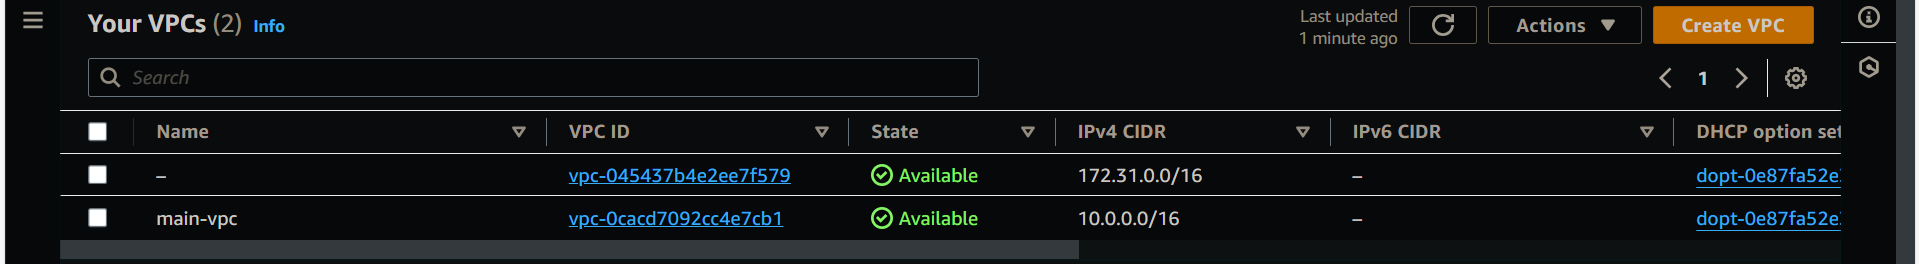 Your VPCs (2) Info
Last updated
1 minute ago
Actions
Create VPC
Search
1
Name VPC ID State IPv4 CIDR IPv6 CIDR DHCP option set
– vpc-045437b4e2ee7f579 Available 172.31.0.0/16 – dopt-0e87fa52e
main-vpc vpc-0cacd7092cc4e7cb1 Available 10.0.0.0/16 – dopt-0e87fa52e